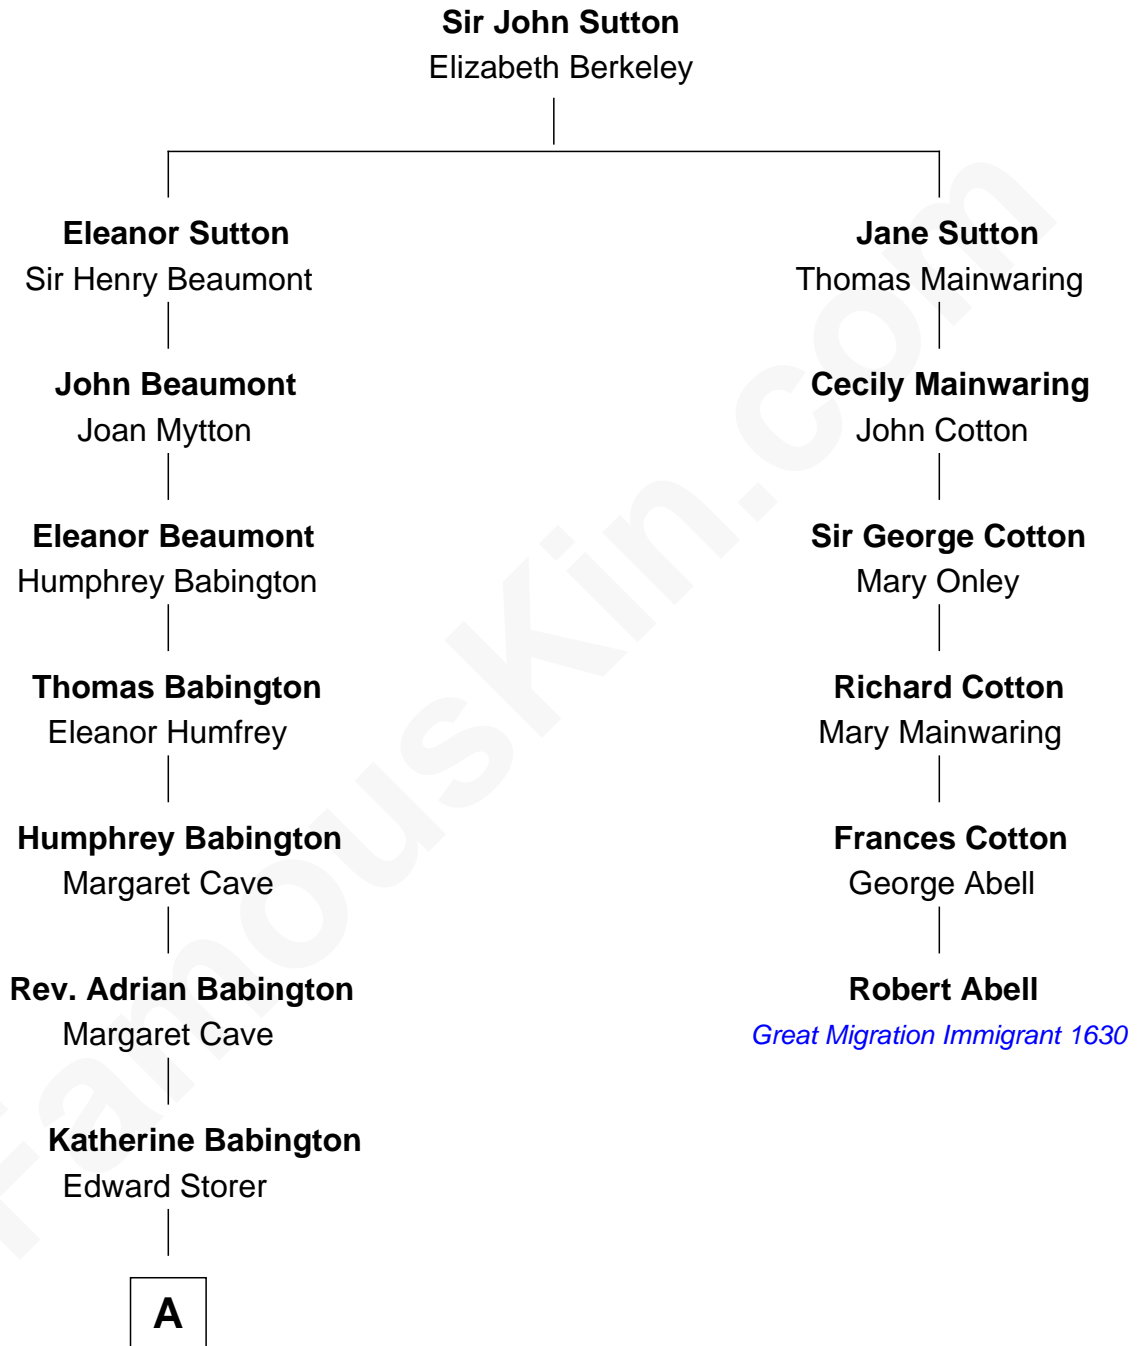 Sir John Sutton
Elizabeth Berkeley
Eleanor Sutton
Sir Henry Beaumont
Jane Sutton
Thomas Mainwaring
John Beaumont
Joan Mytton
Cecily Mainwaring
John Cotton
Eleanor Beaumont
Humphrey Babington
Sir George Cotton
Mary Onley
Thomas Babington
Eleanor Humfrey
Richard Cotton
Mary Mainwaring
Humphrey Babington
Margaret Cave
Frances Cotton
George Abell
Rev. Adrian Babington
Margaret Cave
Robert Abell
Great Migration Immigrant 1630
Katherine Babington
Edward Storer
A
FamousKin.com